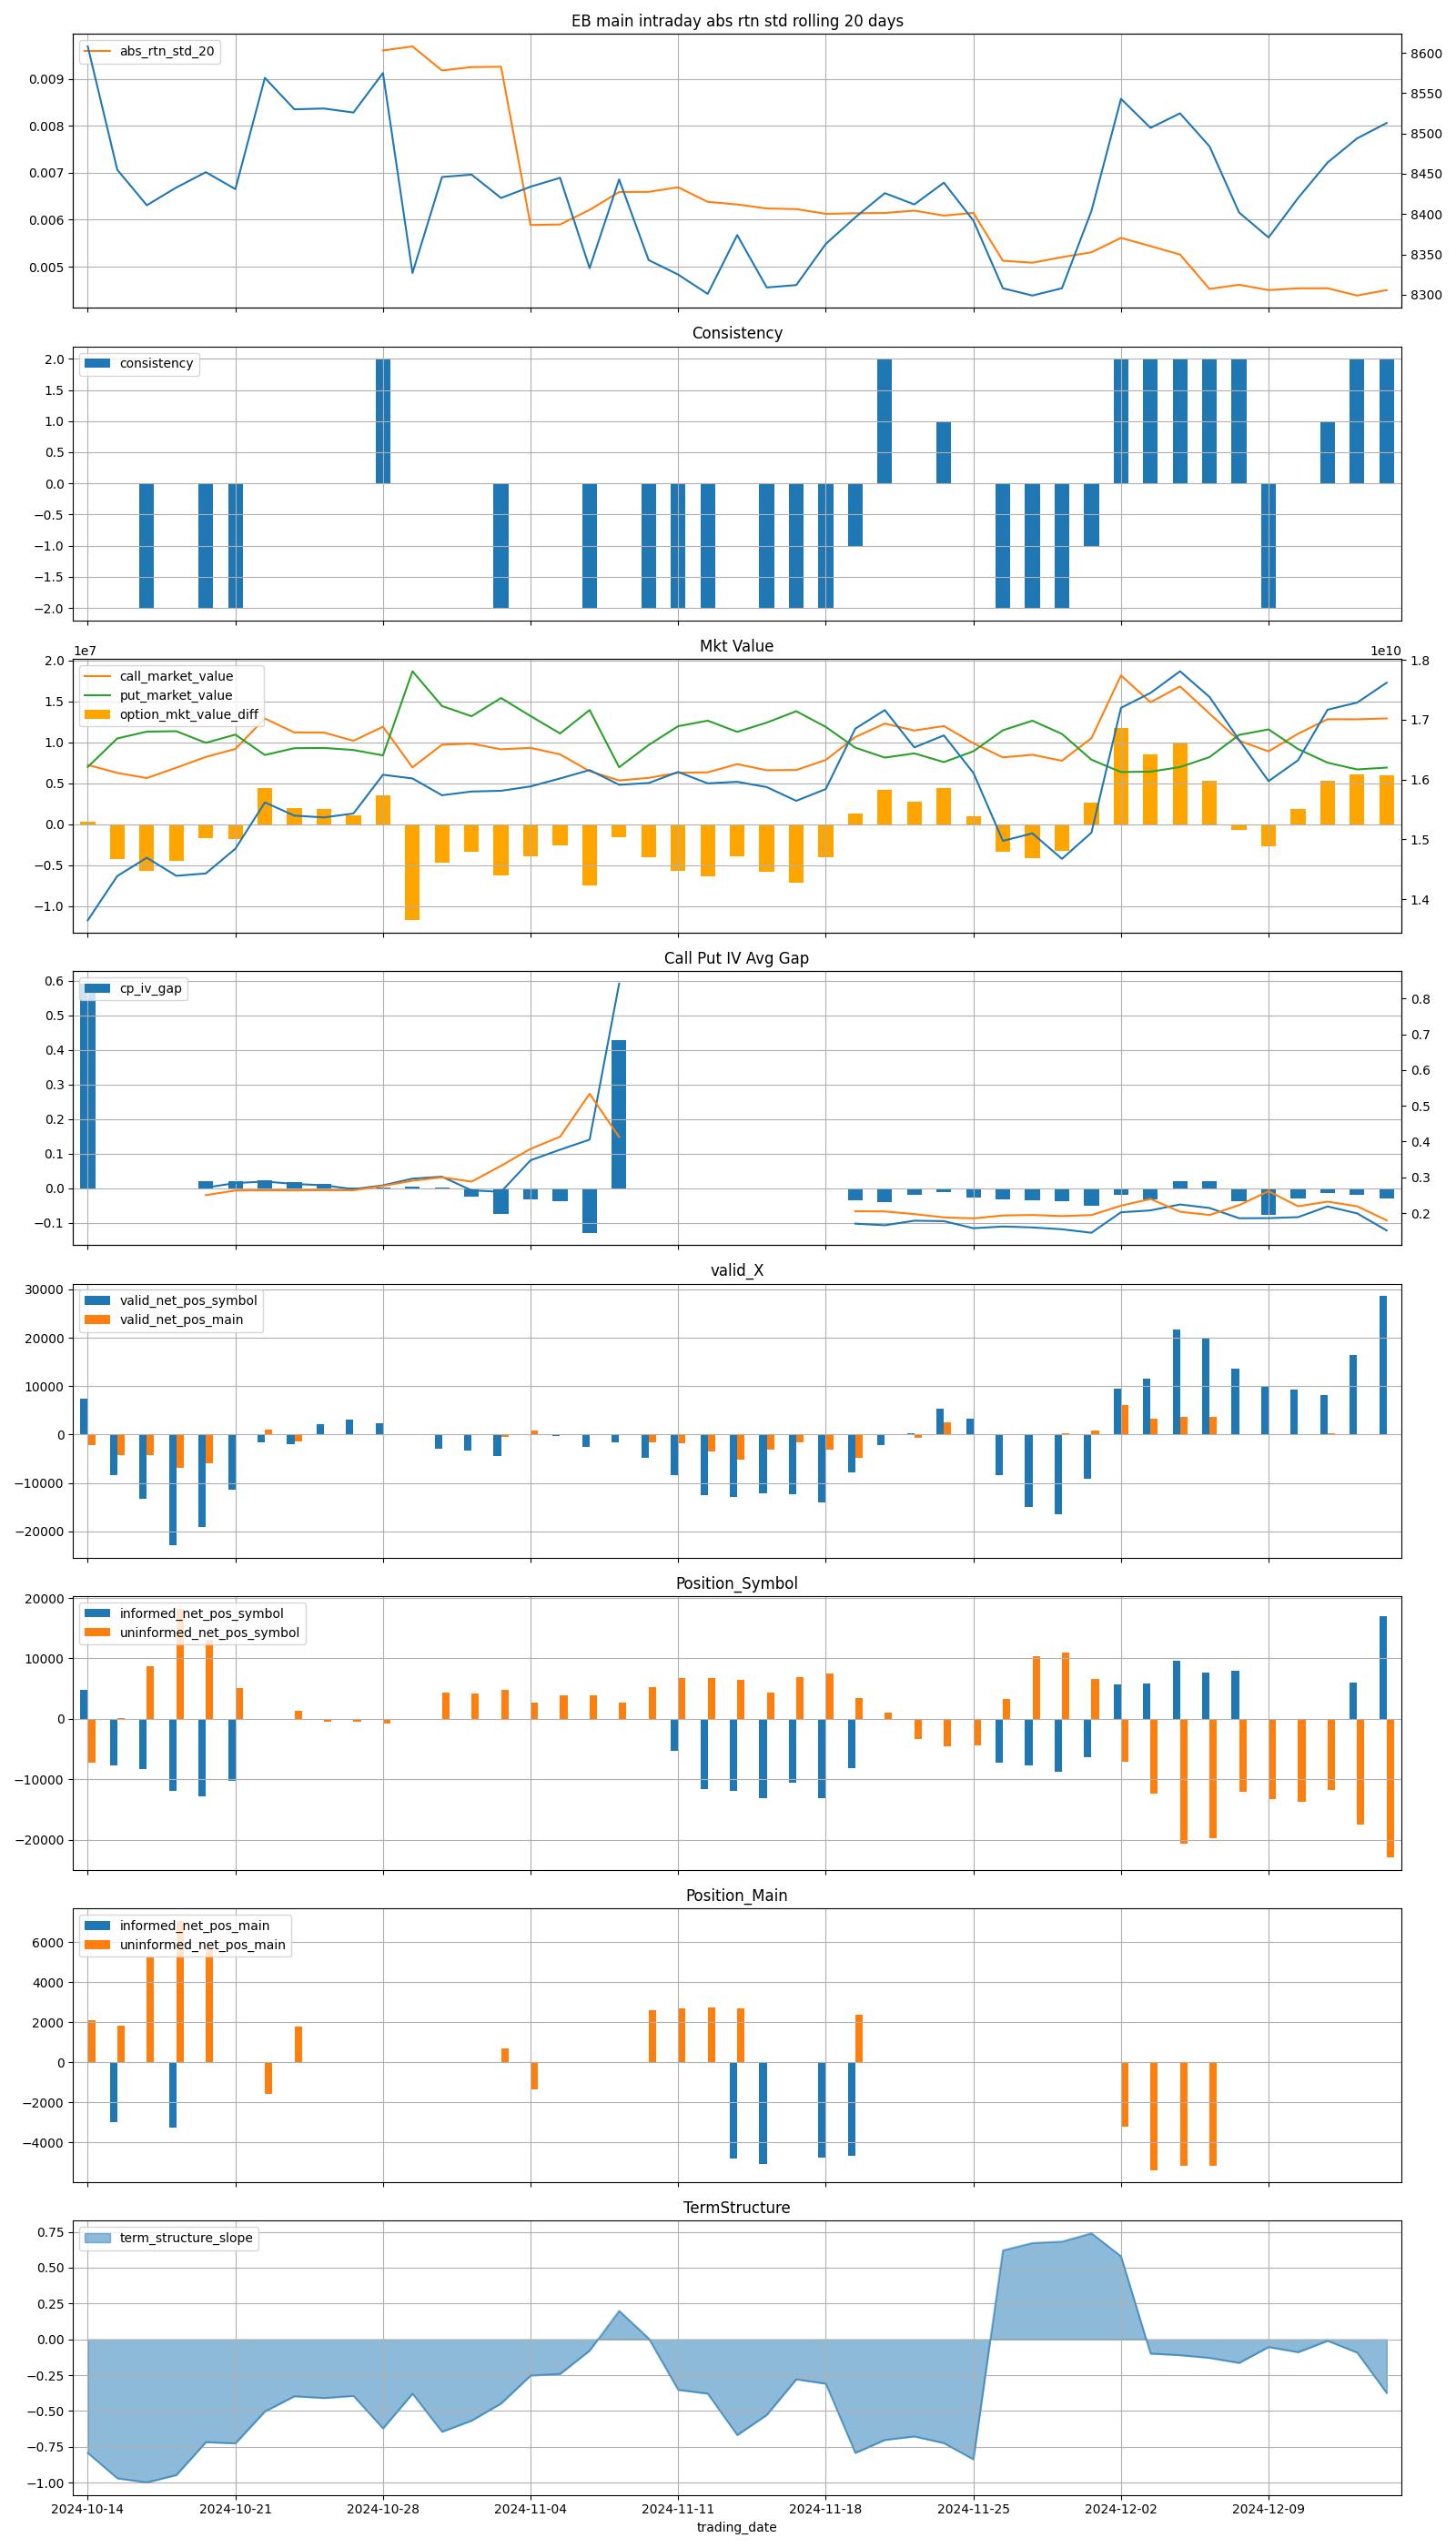 EB main intraday abs rtn std rolling 20 days
abs_rtn_std_20
0.009
0.008
0.007
0.006
0.005
8600
8550
8500
8450
8400
8350
8300
Consistency
consistency
2.0
1.5
1.0
0.5
0.0
−0.5
−1.0
−1.5
−2.0
Mkt Value
1e7
1e10
call_market_value
put_market_value
option_mkt_value_diff
2.0
1.5
1.0
0.5
0.0
−0.5
−1.0
1.8
1.7
1.6
1.5
1.4
Call Put IV Avg Gap
cp_iv_gap
0.6
0.5
0.4
0.3
0.2
0.1
0.0
−0.1
0.8
0.7
0.6
0.5
0.4
0.3
0.2
valid_X
valid_net_pos_symbol
valid_net_pos_main
30000
20000
10000
0
−10000
−20000
Position_Symbol
informed_net_pos_symbol
uninformed_net_pos_symbol
20000
10000
0
−10000
−20000
Position_Main
informed_net_pos_main
uninformed_net_pos_main
6000
4000
2000
0
−2000
−4000
TermStructure
term_structure_slope
0.75
0.50
0.25
0.00
−0.25
−0.50
−0.75
−1.00
2024-10-14 2024-10-21 2024-10-28 2024-11-04 2024-11-11 2024-11-18 2024-11-25 2024-12-02 2024-12-09
trading_date